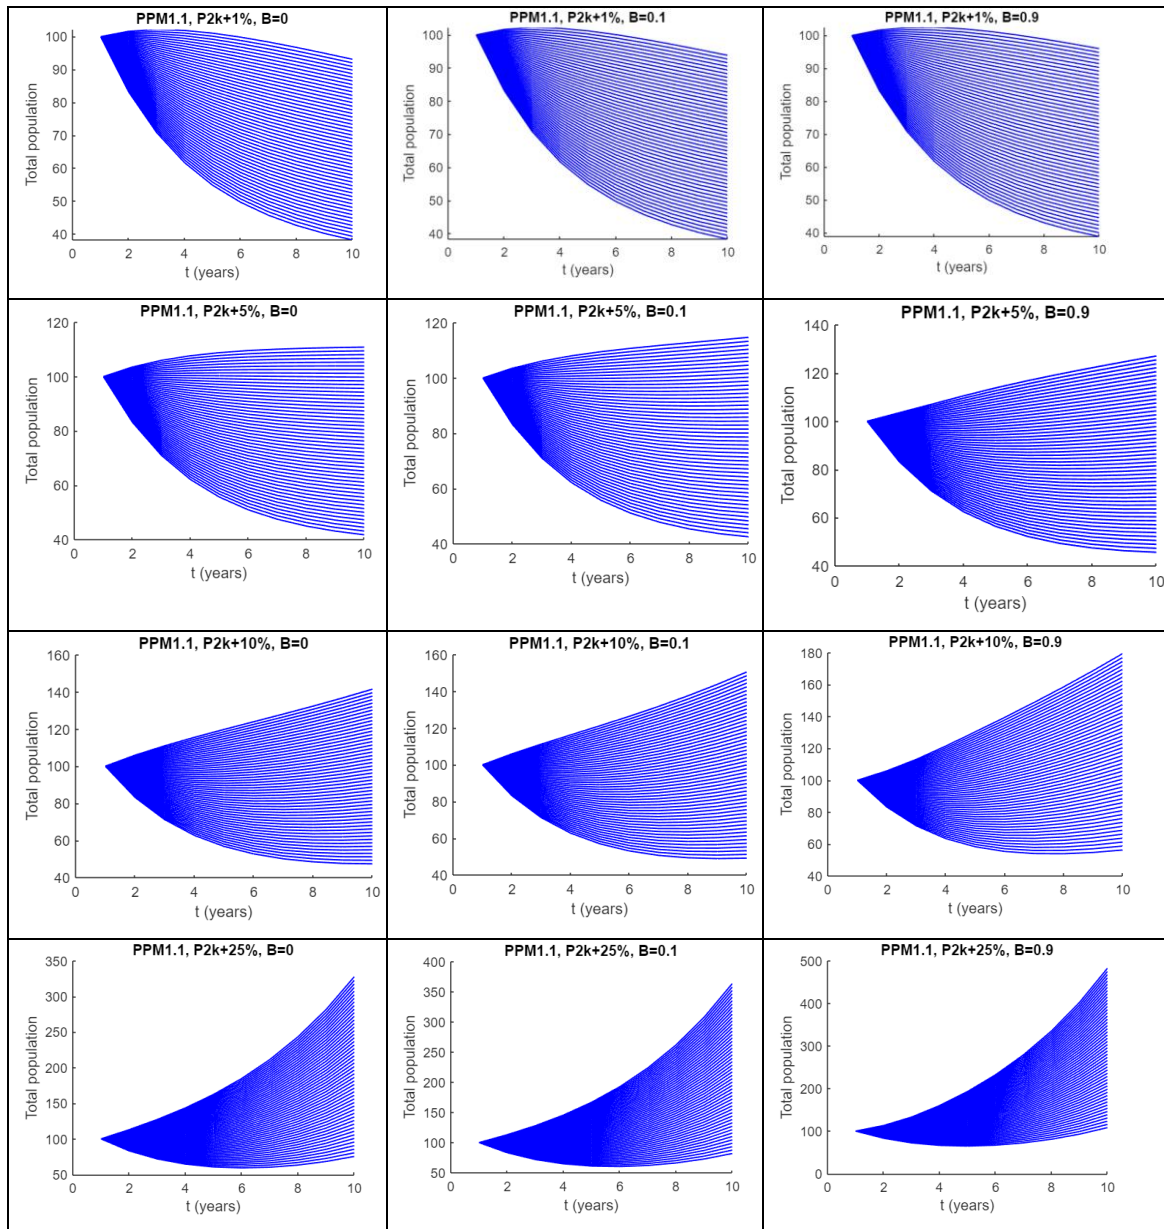 PPM1.1, P2k+1%, B=0
100
90
80
70
60
50
40
0 2 4 6 8 10
Total population
t (years)
PPM1.1, P2k+1%, B=0.1
100
90
80
70
60
50
40
0 2 4 6 8 10
Total population
t (years)
PPM1.1, P2k+1%, B=0.9
100
90
80
70
60
50
40
0 2 4 6 8 10
Total population
t (years)
PPM1.1, P2k+5%, B=0
120
100
80
60
40
0 2 4 6 8 10
Total population
t (years)
PPM1.1, P2k+5%, B=0.1
120
100
80
60
40
0 2 4 6 8 10
Total population
t (years)
PPM1.1, P2k+5%, B=0.9
140
120
100
80
60
40
0 2 4 6 8 10
Total population
t (years)
PPM1.1, P2k+10%, B=0
160
140
120
100
80
60
40
0 2 4 6 8 10
Total population
t (years)
PPM1.1, P2k+10%, B=0.1
160
140
120
100
80
60
40
0 2 4 6 8 10
Total population
t (years)
PPM1.1, P2k+10%, B=0.9
180
160
140
120
100
80
60
40
0 2 4 6 8 10
Total population
t (years)
PPM1.1, P2k+25%, B=0
350
300
250
200
150
100
50
0 2 4 6 8 10
Total population
t (years)
PPM1.1, P2k+25%, B=0.1
400
350
300
250
200
150
100
50
0 2 4 6 8 10
Total population
t (years)
PPM1.1, P2k+25%, B=0.9
500
400
300
200
100
0
0 2 4 6 8 10
Total population
t (years)